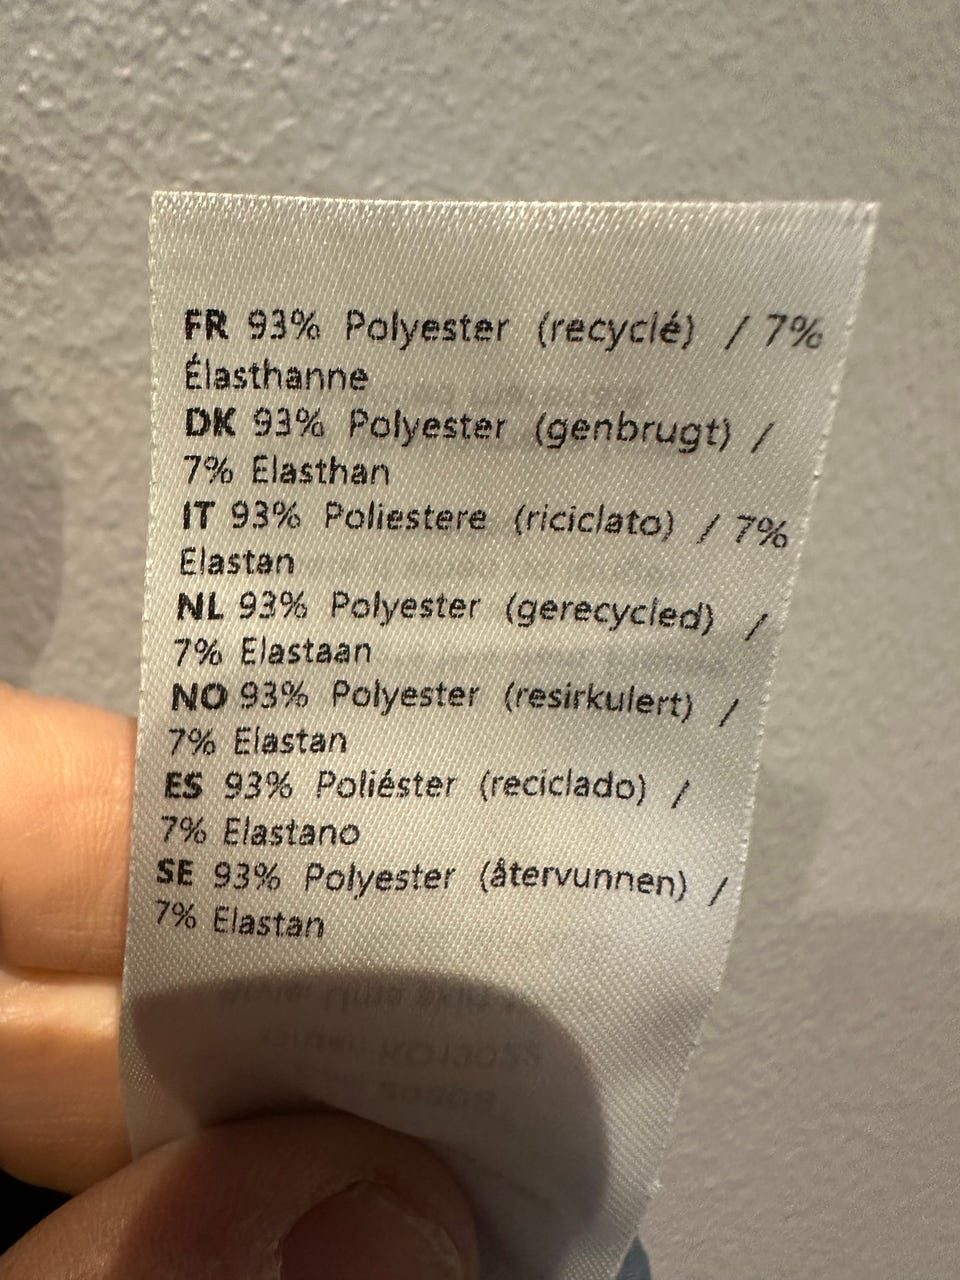 FR 93% Polyester (recyclé) / 7%
Élasthanne
DK 93% Polyester (genbrugt) /
7% Elasthan
IT 93% Poliestere (riciclato) / 7%
Elastan
NL 93% Polyester (gerecycled) /
7% Elastaan
NO 93% Polyester (resirkulert) /
7% Elastan
ES 93% Poliéster (reciclado) /
7% Elastano
SE 93% Polyester (återvunnen) /
7% Elastan